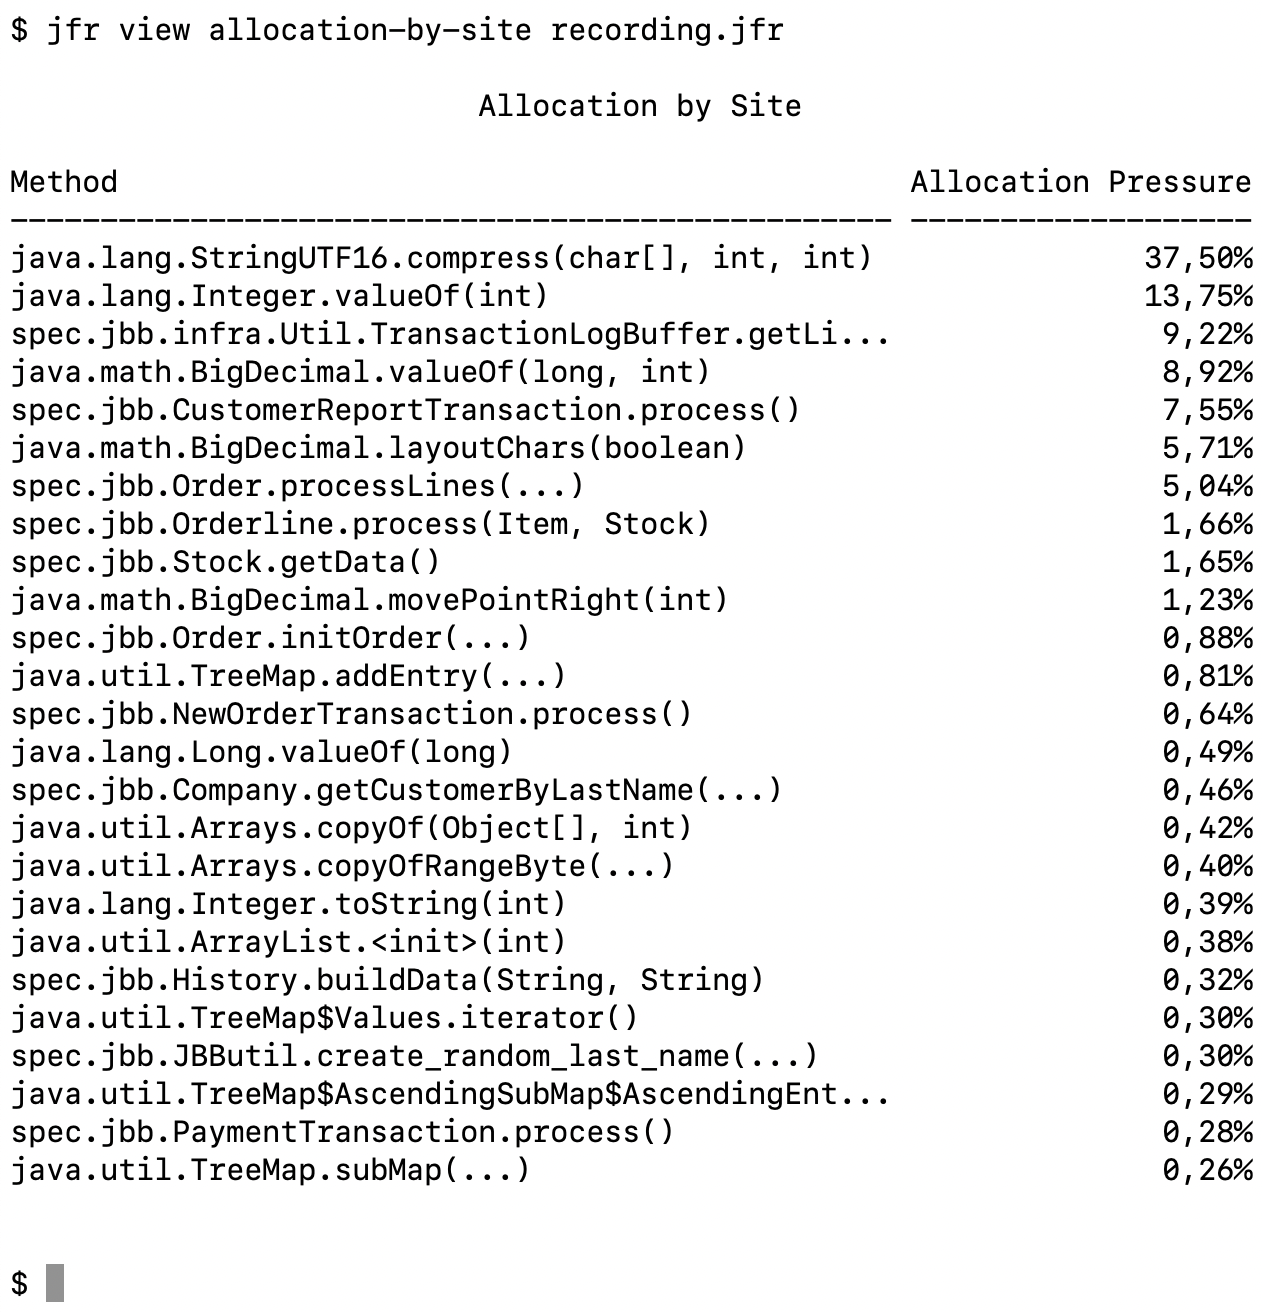 $ jfr view allocation-by-site recording.jfr
Allocation by Site
Method Allocation Pressure
------------------------------------------------- -------------------
java.lang.StringUTF16.compress(char[], int, int) 37,50%
java.lang.Integer.valueOf(int) 13,75%
spec.jbb.infra.Util.TransactionLogBuffer.getLi... 9,22%
java.math.BigDecimal.valueOf(long, int) 8,92%
spec.jbb.CustomerReportTransaction.process() 7,55%
java.math.BigDecimal.layoutChars(boolean) 5,71%
spec.jbb.Order.processLines(...) 5,04%
spec.jbb.Orderline.process(Item, Stock) 1,66%
spec.jbb.Stock.getData() 1,65%
java.math.BigDecimal.movePointRight(int) 1,23%
spec.jbb.Order.initOrder(...) 0,88%
java.util.TreeMap.addEntry(...) 0,81%
spec.jbb.NewOrderTransaction.process() 0,64%
java.lang.Long.valueOf(long) 0,49%
spec.jbb.Company.getCustomerByLastName(...) 0,46%
java.util.Arrays.copyOf(Object[], int) 0,42%
java.util.Arrays.copyOfRangeByte(...) 0,40%
java.lang.Integer.toString(int) 0,39%
java.util.ArrayList.<init>(int) 0,38%
spec.jbb.History.buildData(String, String) 0,32%
java.util.TreeMap$Values.iterator() 0,30%
spec.jbb.JBButil.create_random_last_name(...) 0,30%
java.util.TreeMap$AscendingSubMap$AscendingEnt... 0,29%
spec.jbb.PaymentTransaction.process() 0,28%
java.util.TreeMap.subMap(...) 0,26%
$